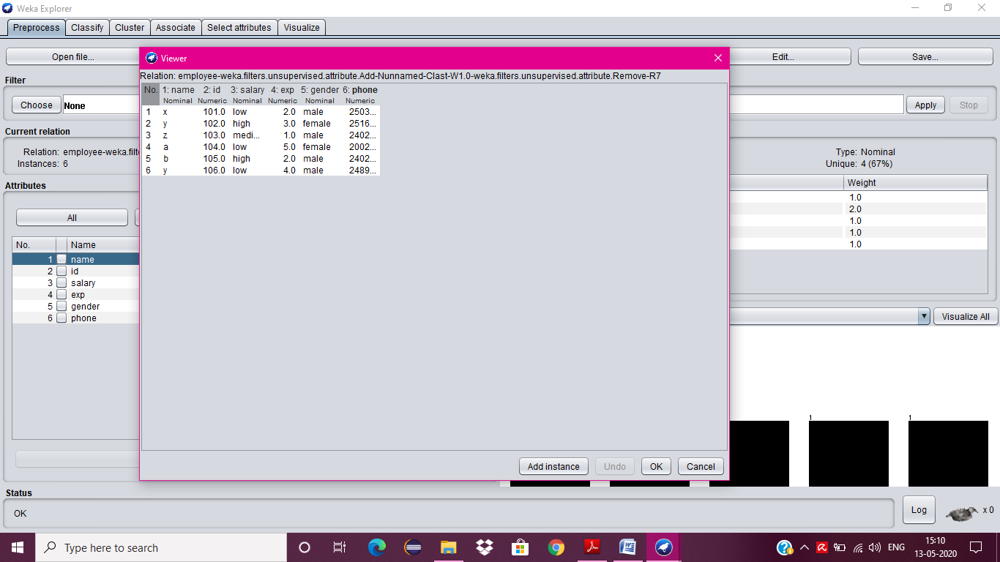 Weka Explorer
Preprocess Classify Cluster Associate Select attributes Visualize
Open file... Edit... Save...
Viewer
Relation: employee-weka.filters.unsupervised.attribute.Add-Nunnamed-Clast-W1.0-weka.filters.unsupervised.attribute.Remove-R7
No. 1: name 2: id 3: salary 4: exp 5: gender 6: phone
Nominal Numeric Nominal Numeric Nominal Numeric
1 x 101.0 low 2.0 male 2503...
2 y 102.0 high 3.0 female 2516...
3 z 103.0 medi... 1.0 male 2402...
4 a 104.0 low 5.0 female 2002...
5 b 105.0 high 2.0 male 2402...
6 y 106.0 low 4.0 male 2489...
Add instance Undo OK Cancel
Filter
Choose None Apply Stop
Current relation
Relation: employee-weka.filte
Instances: 6
Type: Nominal
Unique: 4 (67%)
Attributes
All
No. Name
1 name
2 id
3 salary
4 exp
5 gender
6 phone
Weight
1.0
2.0
1.0
1.0
1.0
Visualize All
1 1
Status
OK
Log x 0
Type here to search
ENG
15:10
13-05-2020